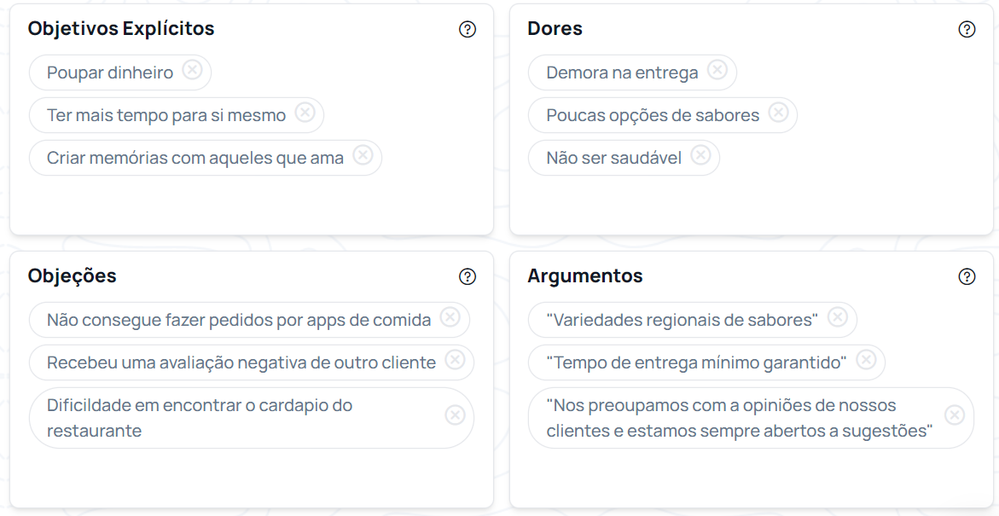 Objetivos Explícitos
Poupar dinheiro
Ter mais tempo para si mesmo
Criar memórias com aqueles que ama
Dores
Demora na entrega
Poucas opções de sabores
Não ser saudável
Objeções
Não consegue fazer pedidos por apps de comida
Recebeu uma avaliação negativa de outro cliente
Dificildade em encontrar o cardapio do
restaurante
Argumentos
"Variedades regionais de sabores"
"Tempo de entrega mínimo garantido"
"Nos preoupamos com a opiniões de nossos
clientes e estamos sempre abertos a sugestões"